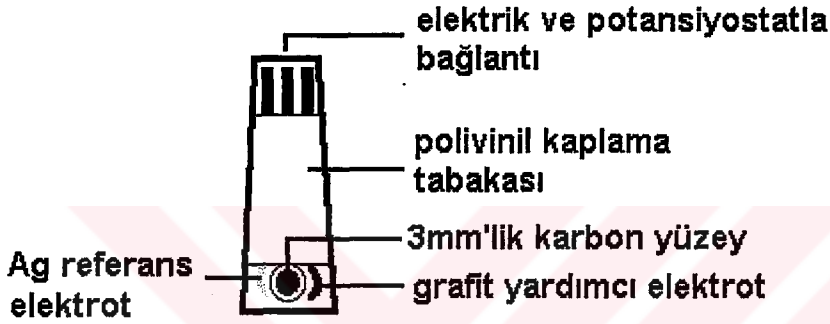 elektrik ve potansiyostatla
bağlantı
polivinil kaplama
tabakası
3mm'lik karbon yüzey
Ag referans
elektrot
grafit yardımcı elektrot